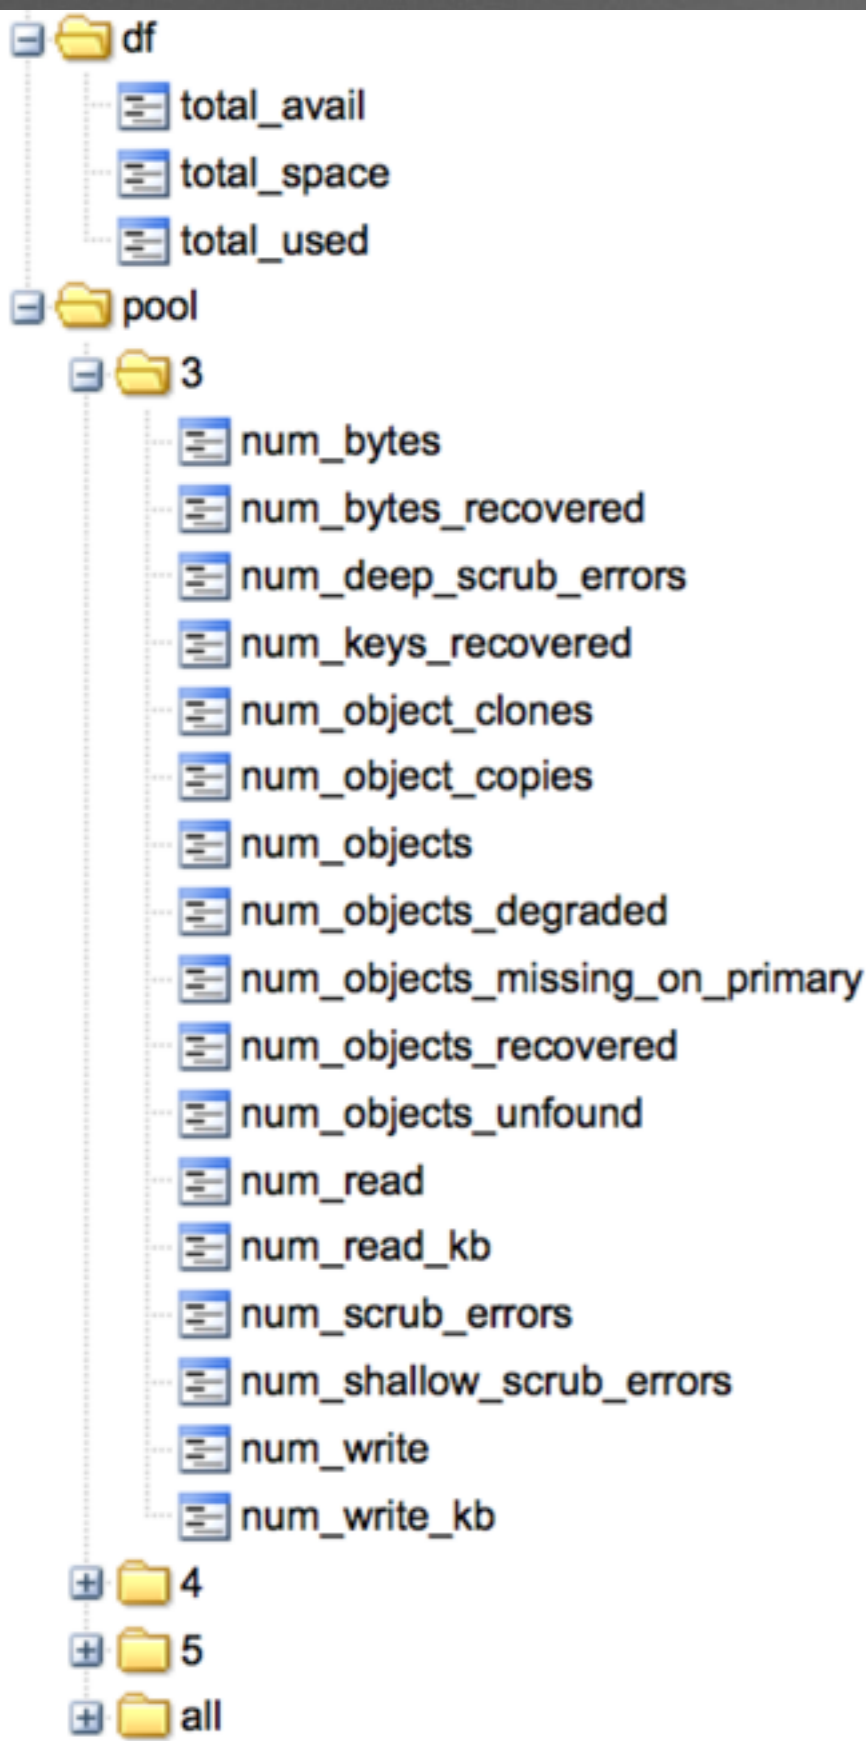 df
total_avail
total_space
total_used
pool
3
num_bytes
num_bytes_recovered
num_deep_scrub_errors
num_keys_recovered
num_object_clones
num_object_copies
num_objects
num_objects_degraded
num_objects_missing_on_primary
num_objects_recovered
num_objects_unfound
num_read
num_read_kb
num_scrub_errors
num_shallow_scrub_errors
num_write
num_write_kb
4
5
all